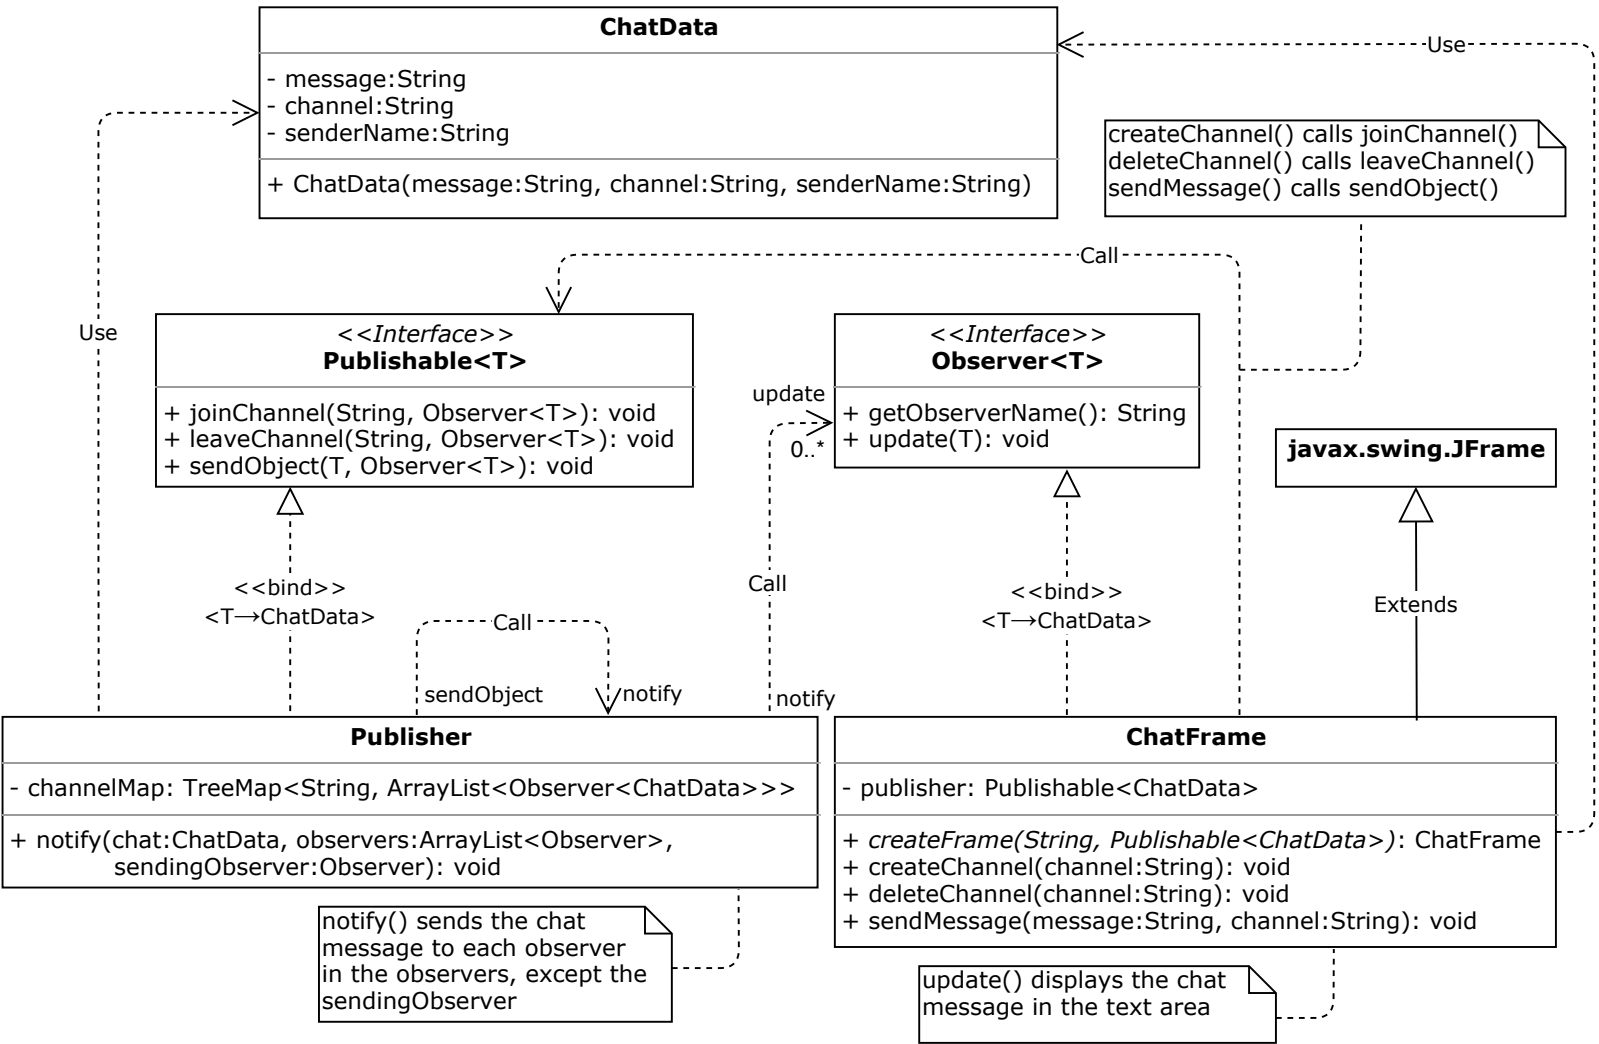 ChatData
- message:String
- channel:String
- senderName:String
+ ChatData(message:String, channel:String, senderName:String)
Use
createChannel() calls joinChannel()
deleteChannel() calls leaveChannel()
sendMessage() calls sendObject()
Call
Use
<<Interface>>
Publishable<T>
+ joinChannel(String, Observer<T>): void
+ leaveChannel(String, Observer<T>): void
+ sendObject(T, Observer<T>): void
<<Interface>>
Observer<T>
+ getObserverName(): String
+ update(T): void
update
0..*
javax.swing.JFrame
<<bind>>
<T→ChatData>
Call
sendObject
notify
Call
notify
<<bind>>
<T→ChatData>
Extends
Publisher
- channelMap: TreeMap<String, ArrayList<Observer<ChatData>>>
+ notify(chat:ChatData, observers:ArrayList<Observer>,
sendingObserver:Observer): void
ChatFrame
- publisher: Publishable<ChatData>
+ createFrame(String, Publishable<ChatData>): ChatFrame
+ createChannel(channel:String): void
+ deleteChannel(channel:String): void
+ sendMessage(message:String, channel:String): void
notify() sends the chat
message to each observer
in the observers, except the
sendingObserver
update() displays the chat
message in the text area